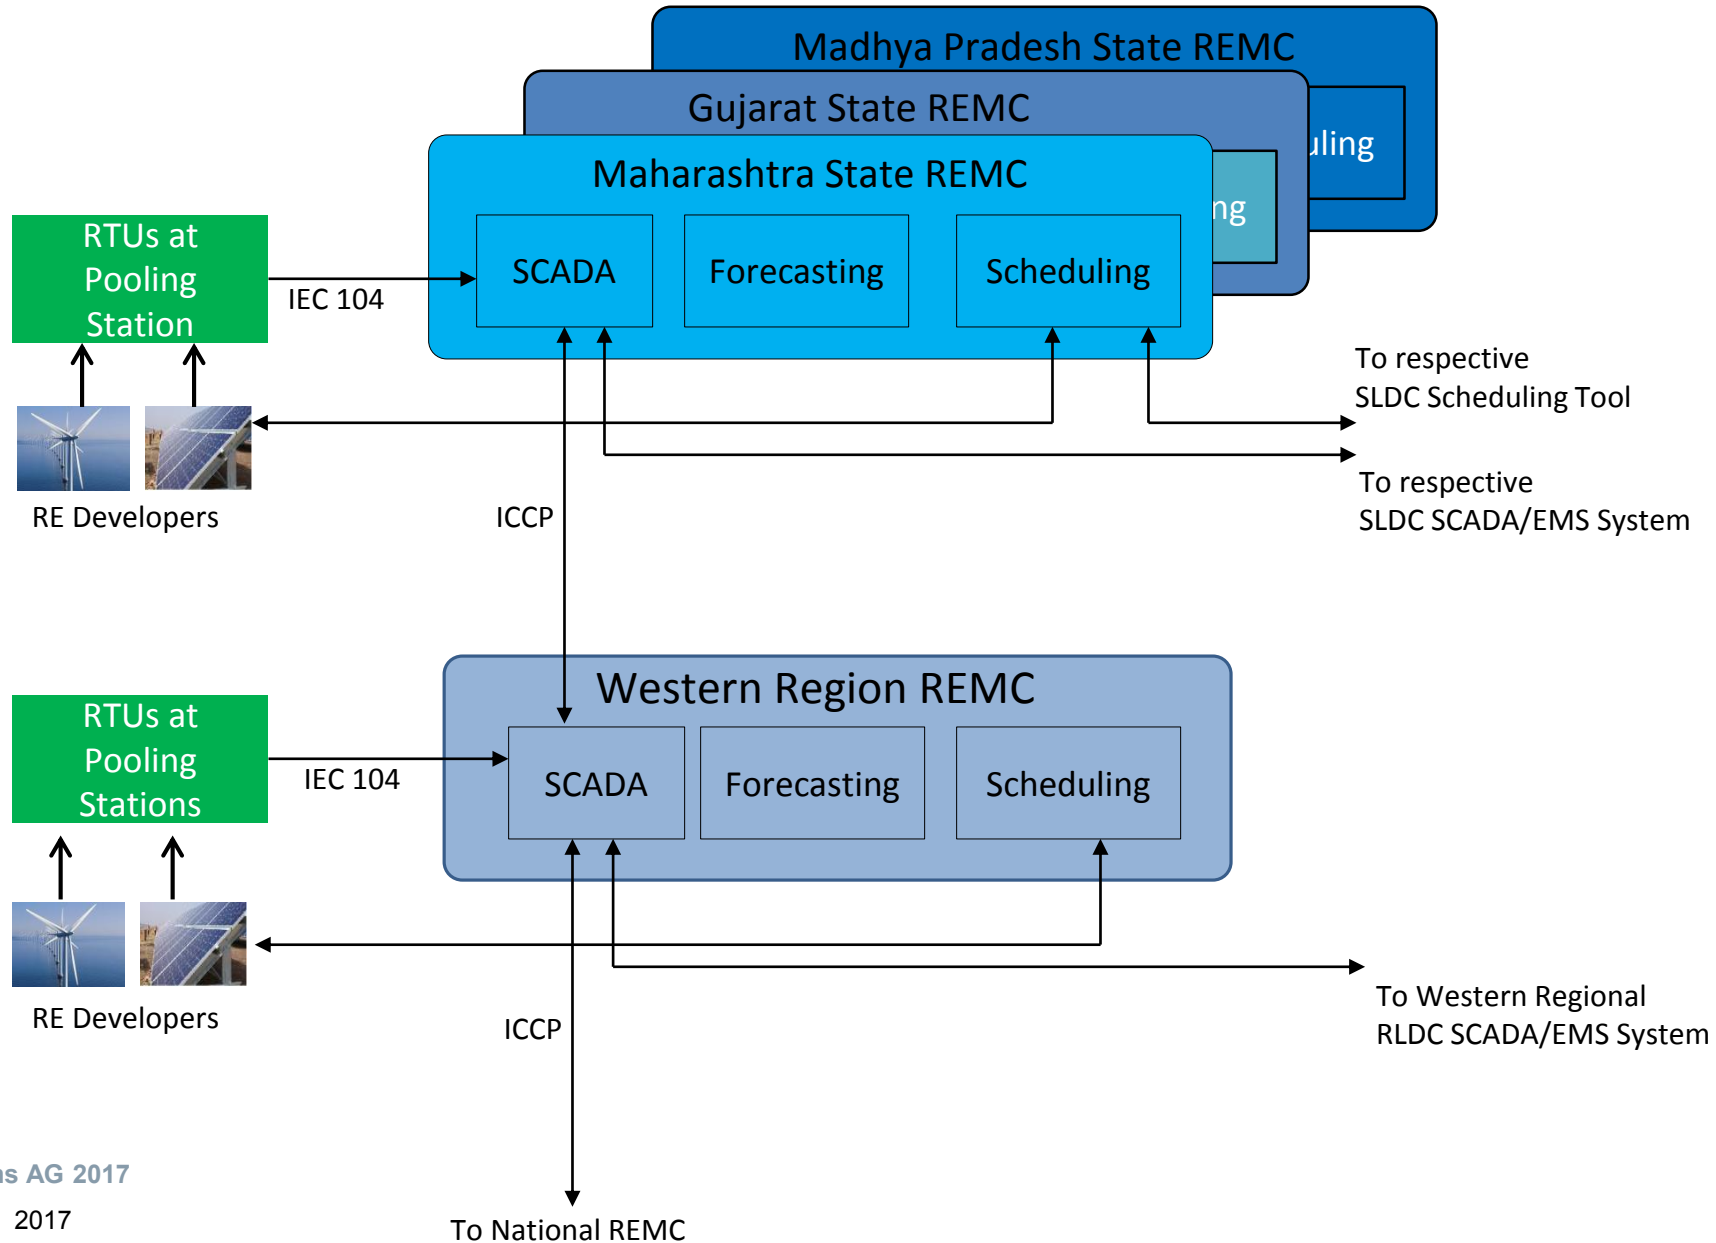 Madhya Pradesh State REMC
Gujarat State REMC
Maharashtra State REMC
RTUs at
Pooling
Station
IEC 104
SCADA
Forecasting
Scheduling
To respective
SLDC Scheduling Tool
RE Developers
ICCP
To respective
SLDC SCADA/EMS System
Western Region REMC
RTUs at
Pooling
Stations
IEC 104
SCADA
Forecasting
Scheduling
RE Developers
ICCP
To Western Regional
RLDC SCADA/EMS System
AG 2017
2017
To National REMC